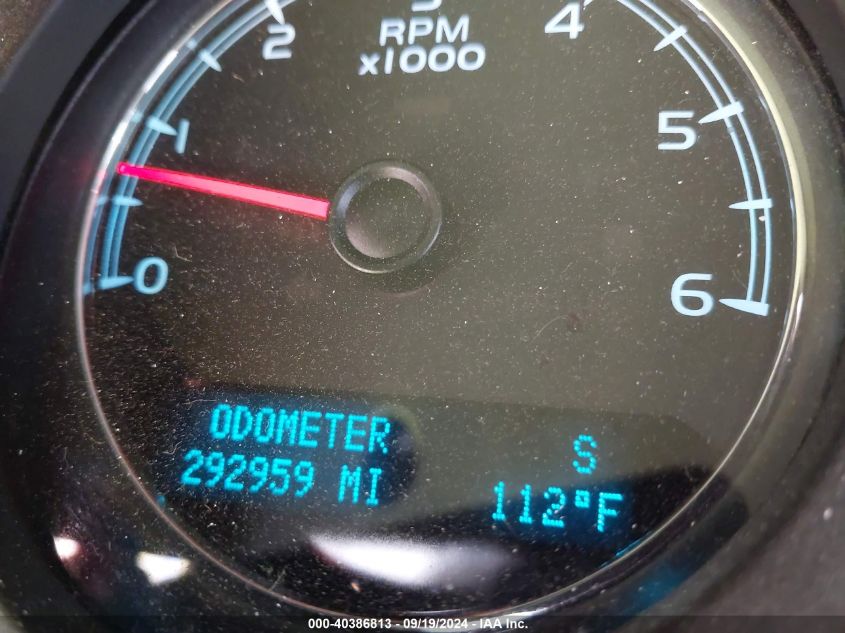 2
3
4
RPM
x1000
1
5
0
6
ODOMETER
292959 MI
S
112°F
000-40386813 - 09/19/2024 - IAA Inc.